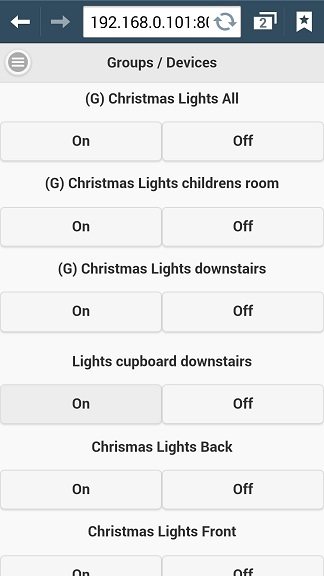 192.168.0.101:80
2
Groups / Devices
(G) Christmas Lights All
On Off
(G) Christmas Lights childrens room
On Off
(G) Christmas Lights downstairs
On Off
Lights cupboard downstairs
On Off
Chrismas Lights Back
On Off
Christmas Lights Front
On Off